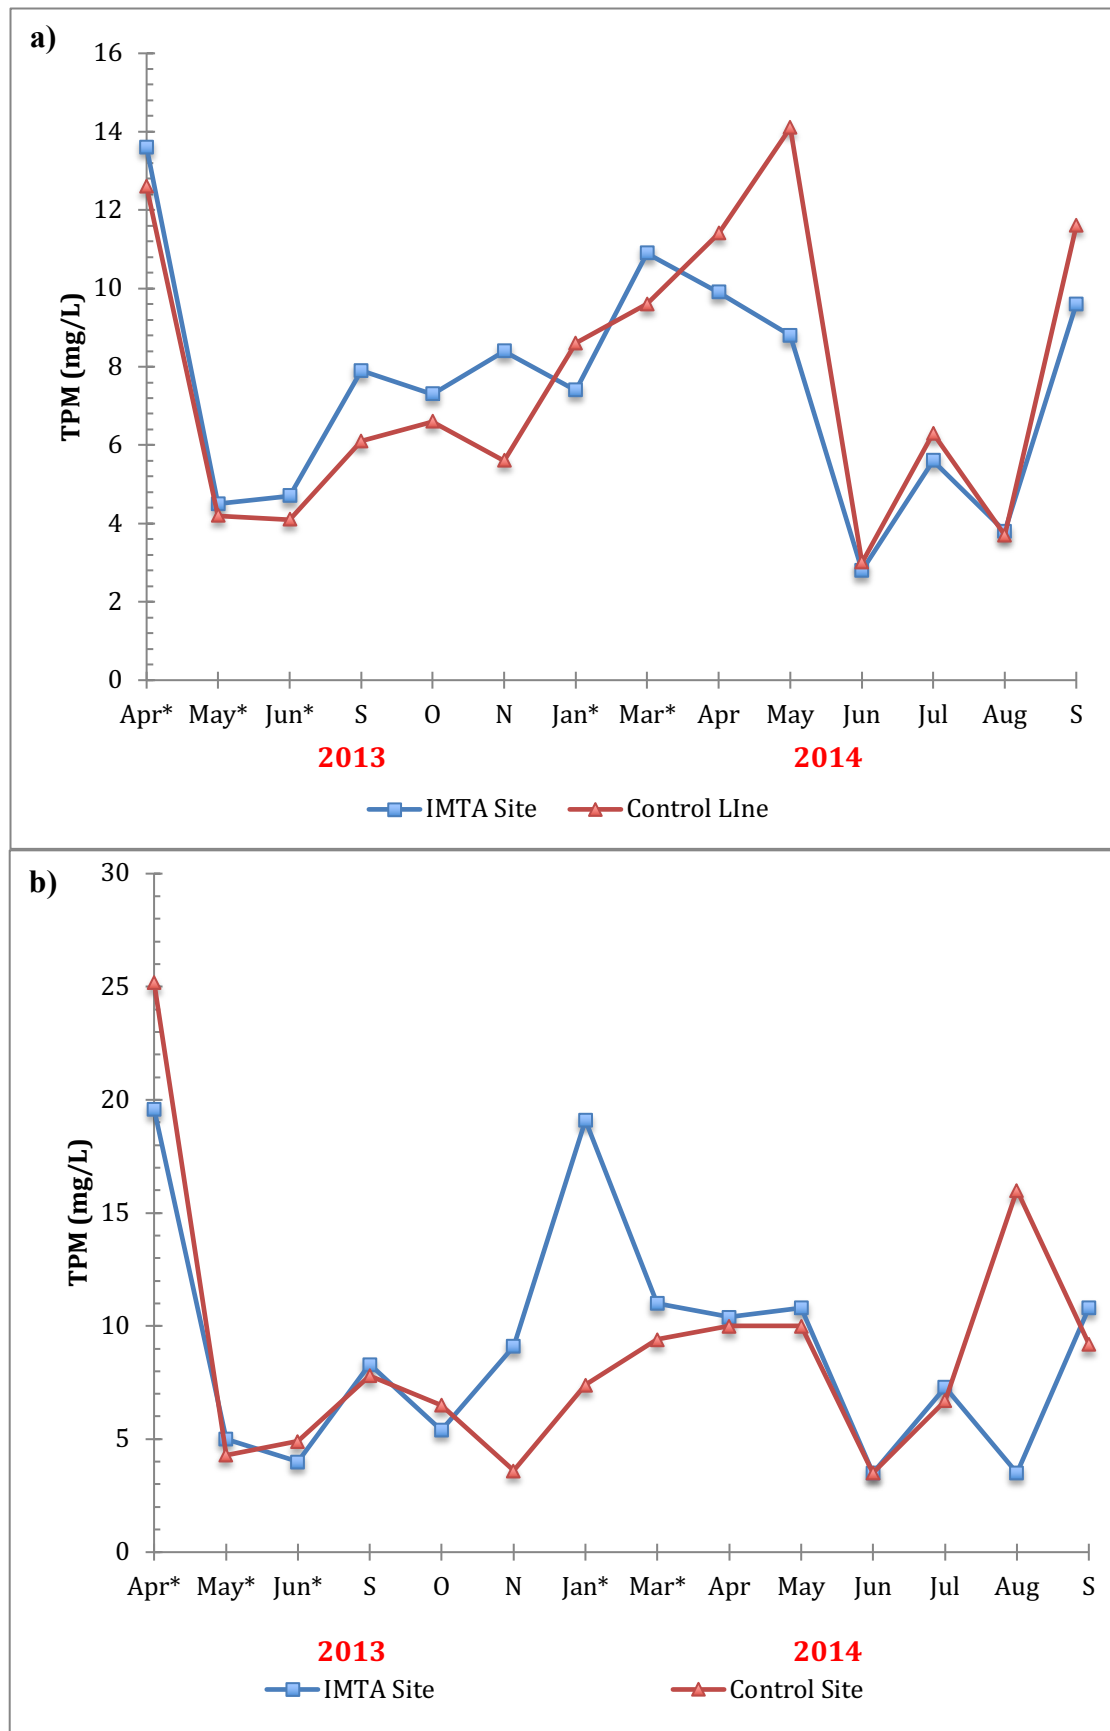 a)
16
14
12
10
8
6
4
2
0
TPM (mg/L)
Apr* May* Jun* S O N Jan* Mar* Apr May Jun Jul Aug S
2013 2014
IMTA Site Control LIne
b)
30
25
20
15
10
5
0
TPM (mg/L)
Apr* May* Jun* S O N Jan* Mar* Apr May Jun Jul Aug S
2013 2014
IMTA Site Control Site